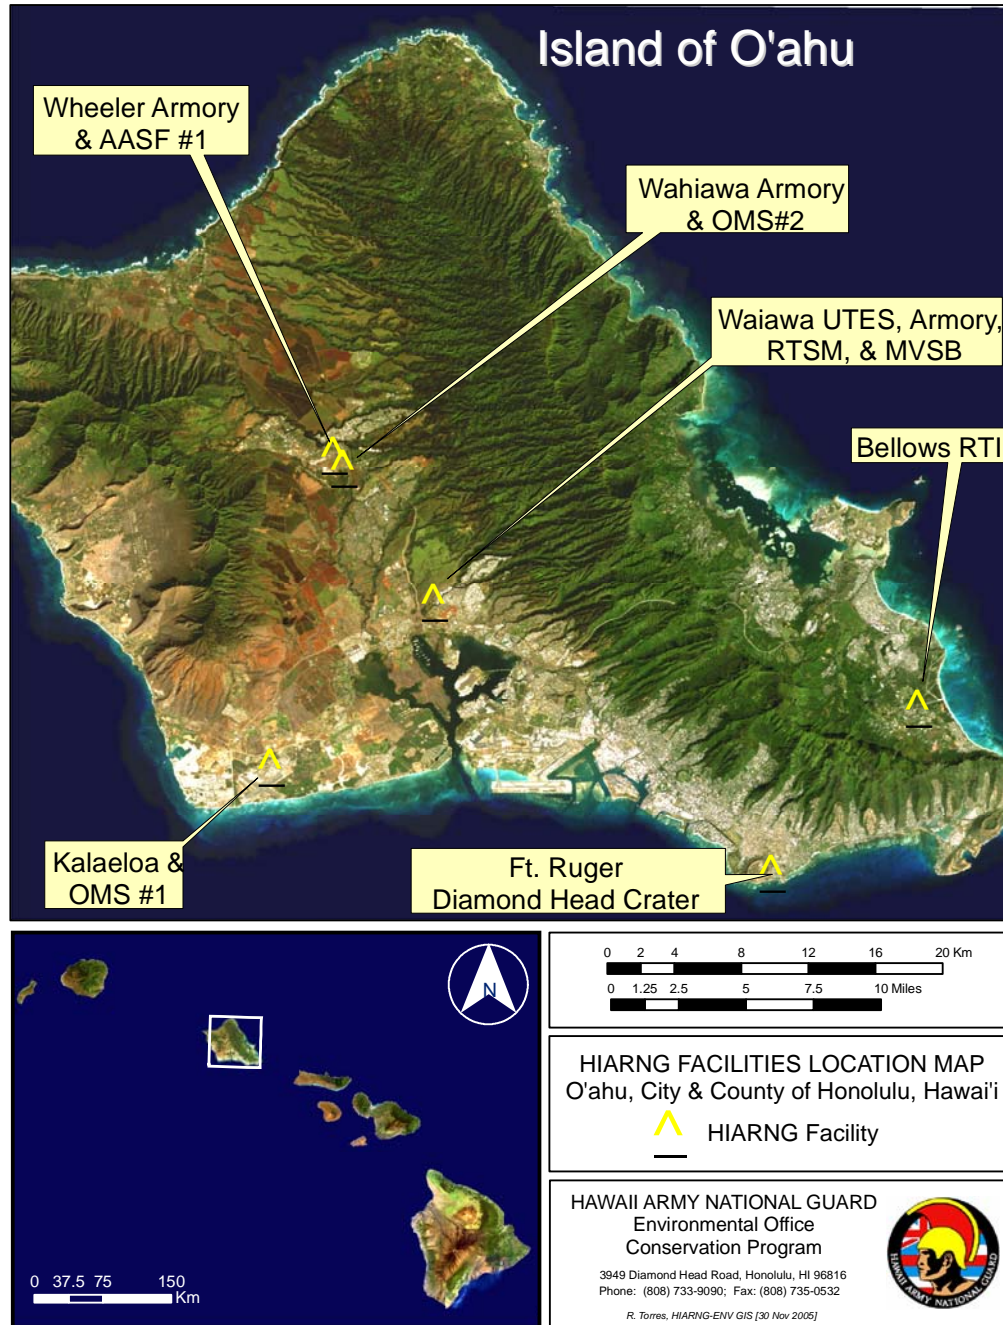 Island of O'ahu
Wheeler Armory
& AASF #1
Wahiawa Armory
& OMS#2
Waiawa UTES, Armory,
RTSM, & MVSB
Bellows RTI
Kalaeloa &
OMS #1
Ft. Ruger
Diamond Head Crater
N
0 37.5 75 150
Km
0 2 4 8 12 16 20 Km
0 1.25 2.5 5 7.5 10 Miles
HIARNG FACILITIES LOCATION MAP
O'ahu, City & County of Honolulu, Hawai'i
HIARNG Facility
HAWAII ARMY NATIONAL GUARD
Environmental Office
Conservation Program
3949 Diamond Head Road, Honolulu, HI 96816
Phone: (808) 733-9090; Fax: (808) 735-0532
R. Torres, HIARNG-ENV GIS [30 Nov 2005]
HAWAII ARMY NATIONAL GUARD